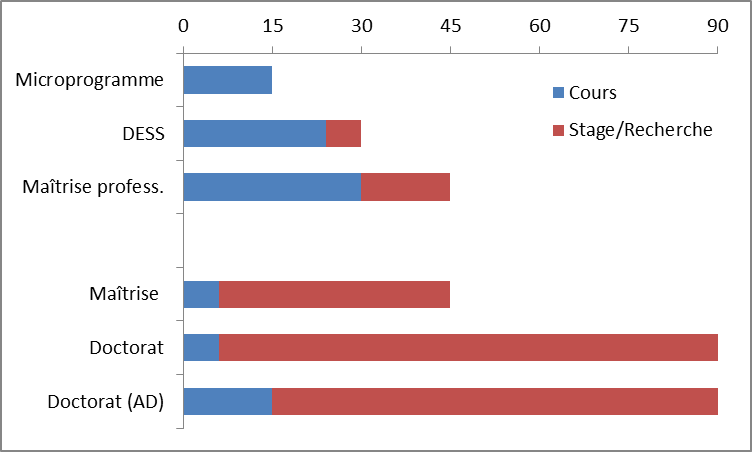 0 15 30 45 60 75 90
Microprogramme
Cours
DESS
Stage/Recherche
Maîtrise profess.
Maîtrise
Doctorat
Doctorat (AD)